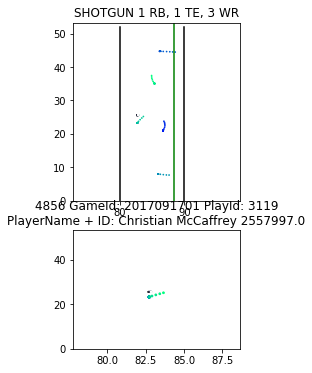 SHOTGUN 1 RB, 1 TE, 3 WR
50
40
30
20
10
0
80
90
4856 GameId: 2017091701 PlayId: 3119
PlayerName + ID: Christian McCaffrey 2557997.0
40
20
0
80.0 82.5 85.0 87.5